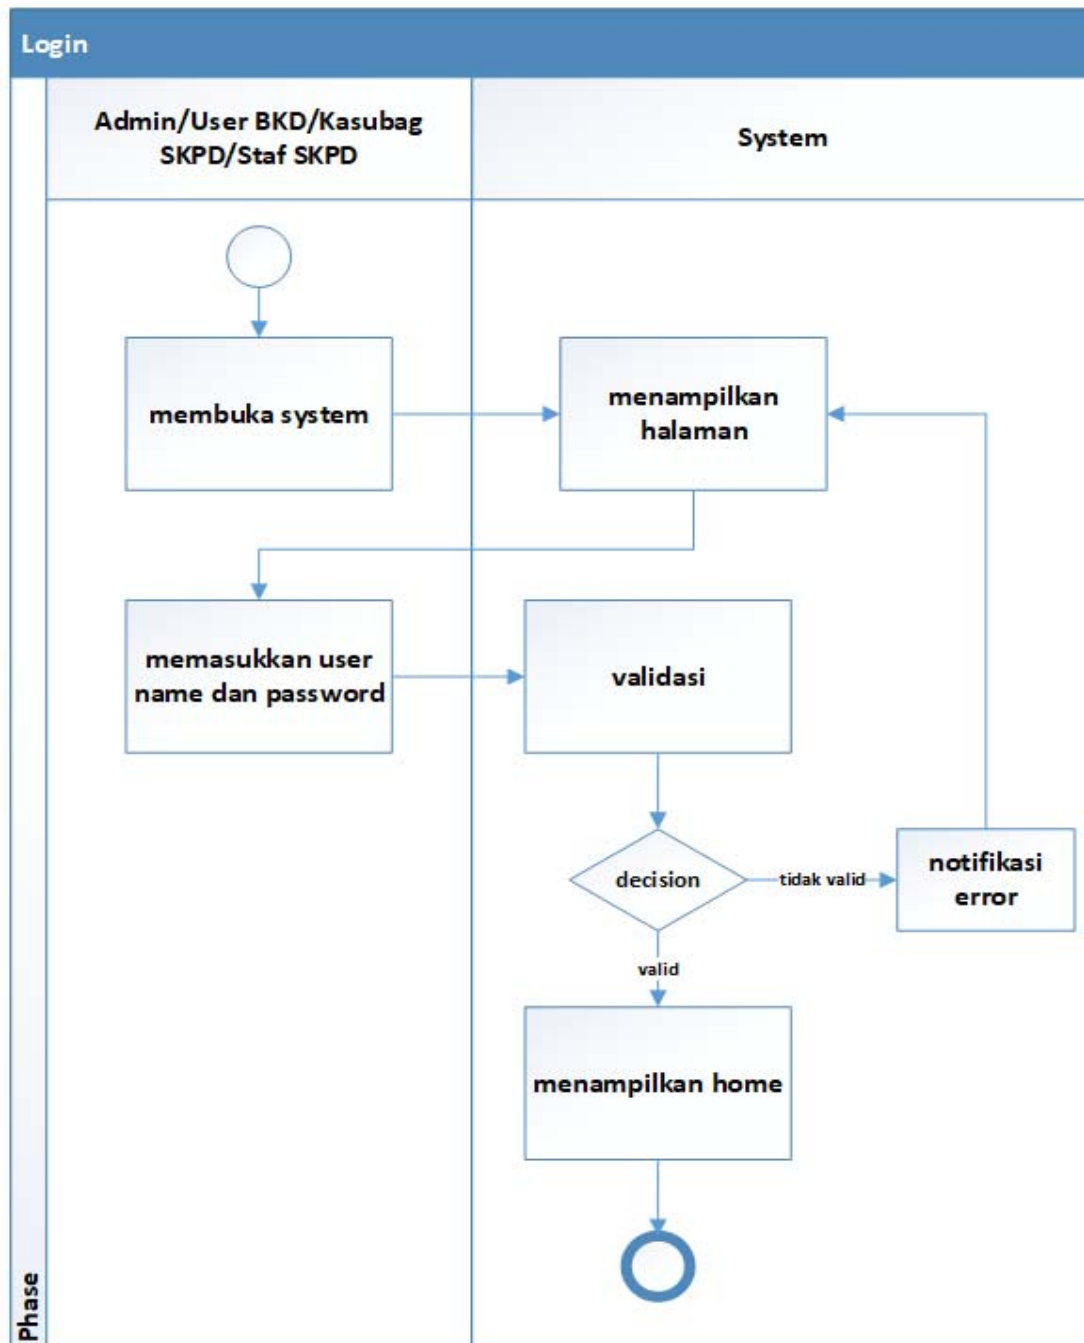 Login
Admin/User BKD/Kasubag
SKPD/Staf SKPD
System
membuka system
menampilkan
halaman
memasukkan user
name dan password
validasi
decision
tidak valid
notifikasi
error
valid
menampilkan home
Phase